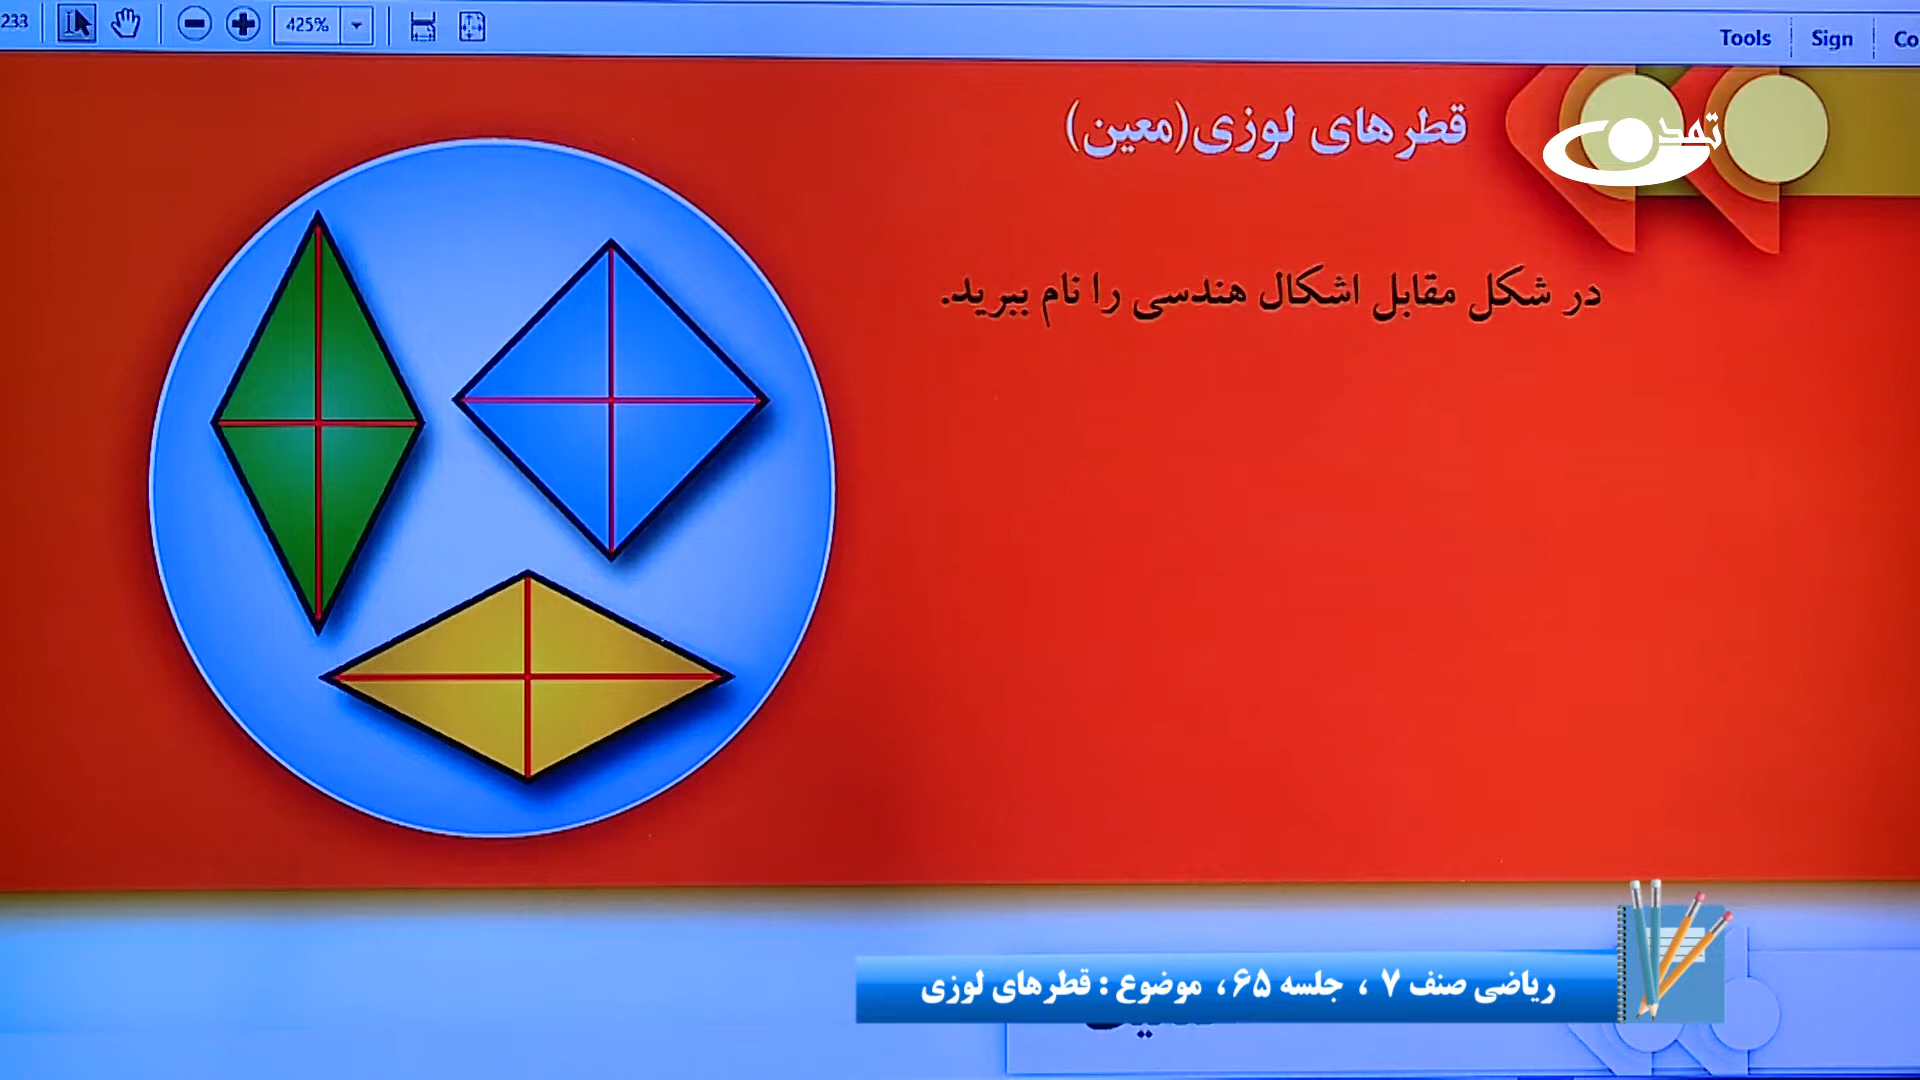 233
425%
Tools
Sign
Co
قطرهای لوزی(معین)
تمدن
در شکل مقابل اشکال هندسی را نام ببرید.
ریاضی صنف ۷ ، جلسه ۶۵، موضوع : قطرهای لوزی